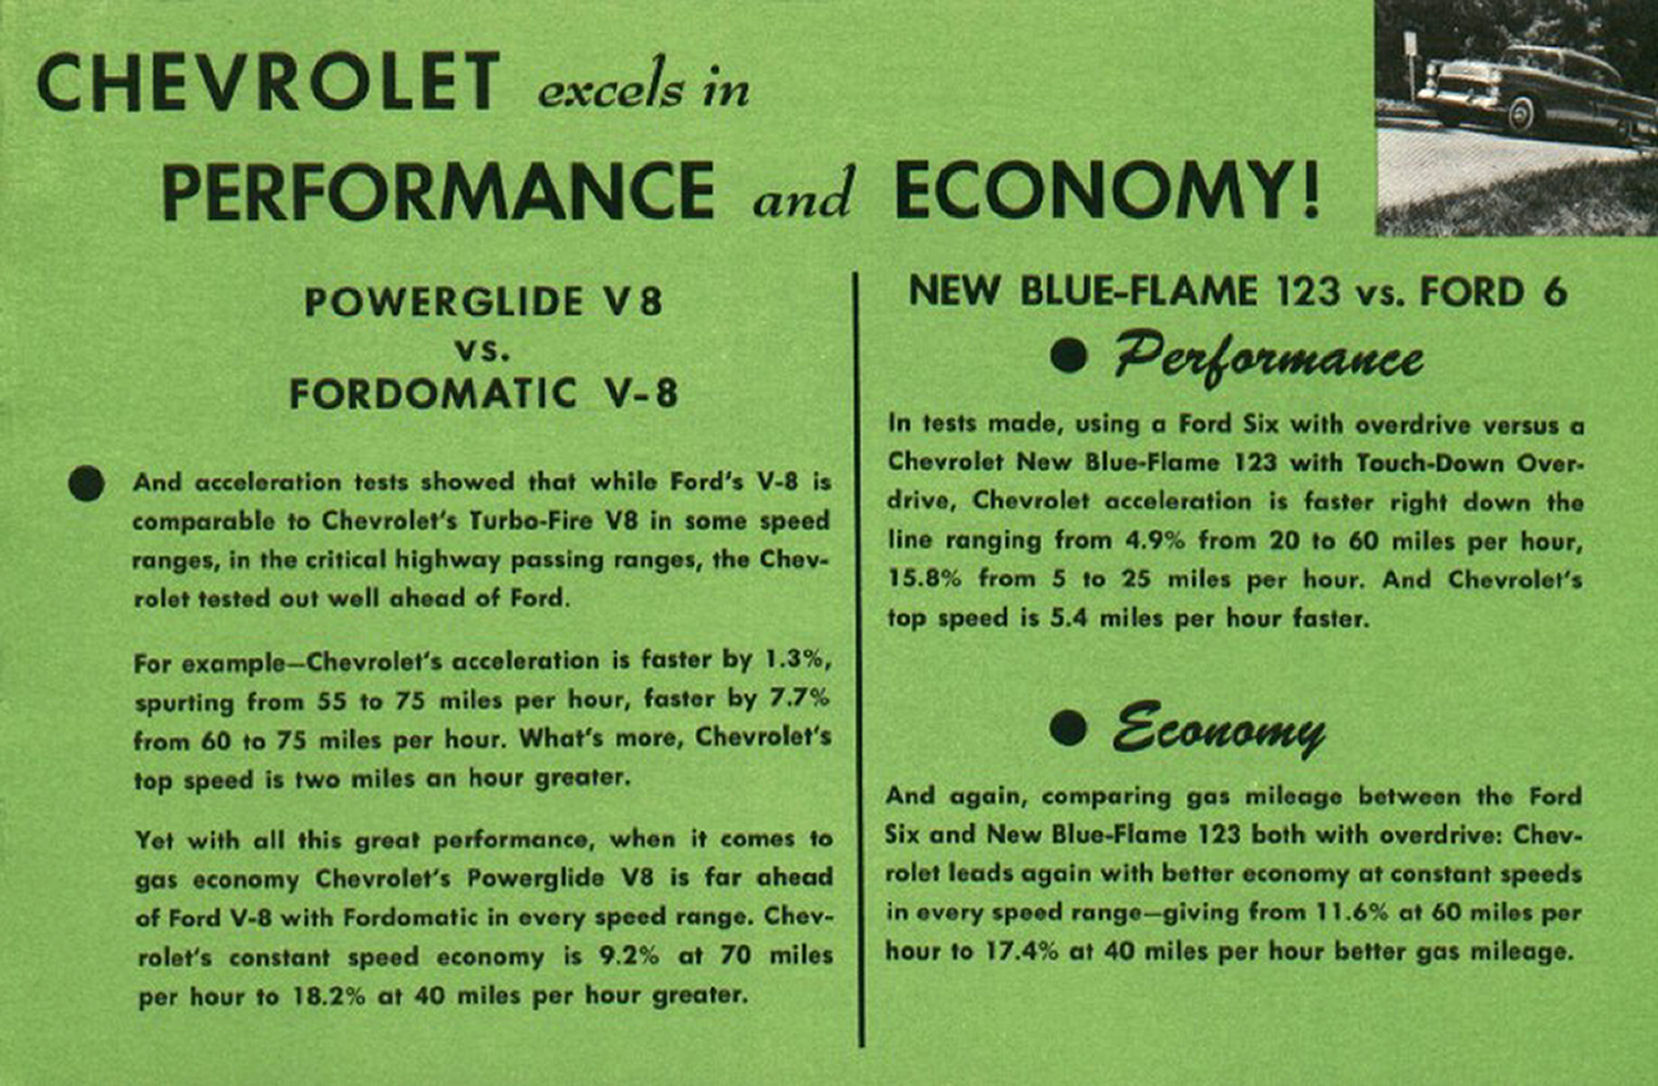 CHEVROLET excels in
PERFORMANCE and ECONOMY!
POWERGLIDE V8
vs.
FORDOMATIC V-8
And acceleration tests showed that while Ford's V-8 is
comparable to Chevrolet's Turbo-Fire V8 in some speed
ranges, in the critical highway passing ranges, the Chev-
rolet tested out well ahead of Ford.
For example—Chevrolet's acceleration is faster by 1.3%,
spurting from 55 to 75 miles per hour, faster by 7.7%
from 60 to 75 miles per hour. What's more, Chevrolet's
top speed is two miles an hour greater.
Yet with all this great performance, when it comes to
gas economy Chevrolet's Powerglide V8 is far ahead
of Ford V-8 with Fordomatic in every speed range. Chev-
rolet's constant speed economy is 9.2% at 70 miles
per hour to 18.2% at 40 miles per hour greater.
NEW BLUE-FLAME 123 vs. FORD 6
● Performance
In tests made, using a Ford Six with overdrive versus a
Chevrolet New Blue-Flame 123 with Touch-Down Over-
drive, Chevrolet acceleration is faster right down the
line ranging from 4.9% from 20 to 60 miles per hour,
15.8% from 5 to 25 miles per hour. And Chevrolet's
top speed is 5.4 miles per hour faster.
● Economy
And again, comparing gas mileage between the Ford
Six and New Blue-Flame 123 both with overdrive: Chev-
rolet leads again with better economy at constant speeds
in every speed range—giving from 11.6% at 60 miles per
hour to 17.4% at 40 miles per hour better gas mileage.